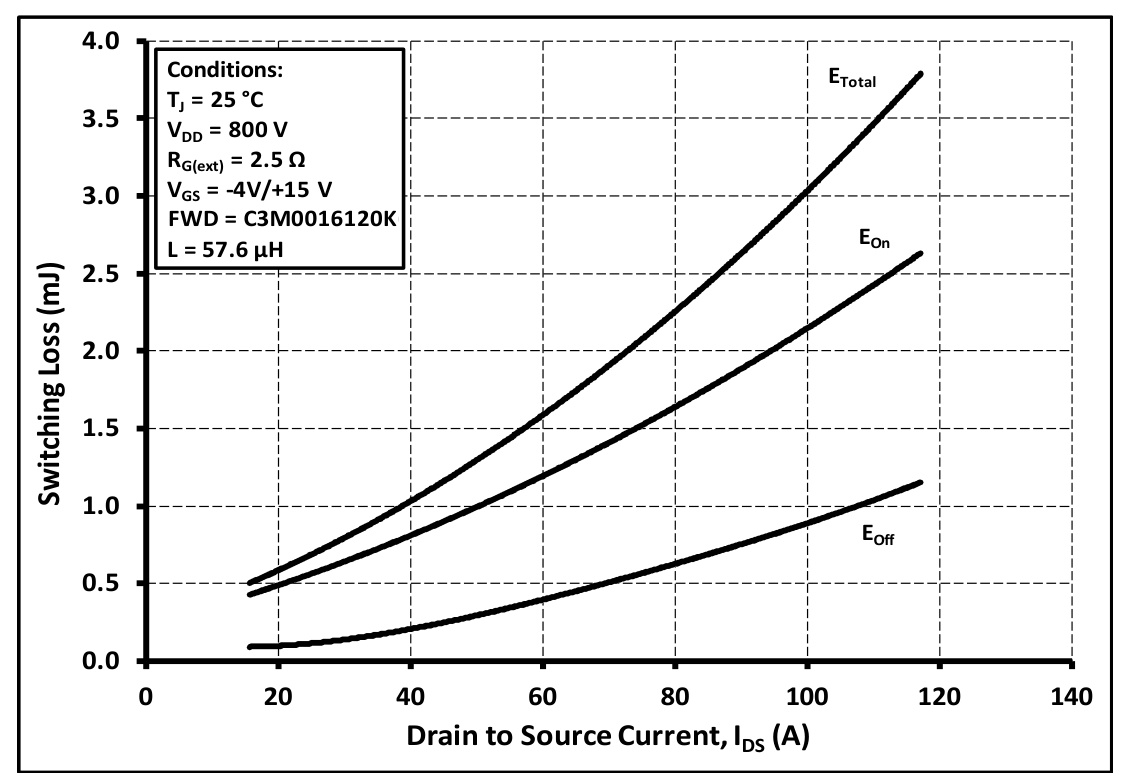 4.0
3.5
3.0
2.5
2.0
1.5
1.0
0.5
0.0
Switching Loss (mJ)
Conditions:
TJ = 25 °C
VDD = 800 V
RG(ext) = 2.5 Ω
VGS = -4V/+15 V
FWD = C3M0016120K
L = 57.6 μH
ETotal
EOn
EOff
0 20 40 60 80 100 120 140
Drain to Source Current, IDS (A)